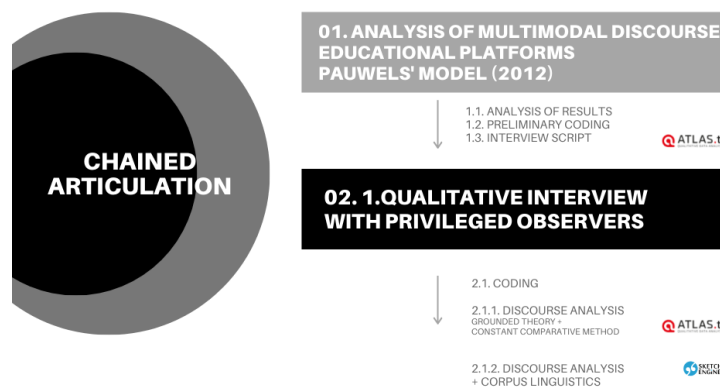 01. ANALYSIS OF MULTIMODAL DISCOURSE
EDUCATIONAL PLATFORMS
PAUWELS' MODEL (2012)
1.1. ANALYSIS OF RESULTS
1.2. PRELIMINARY CODING
1.3. INTERVIEW SCRIPT
ATLAS.t
CHAINED
ARTICULATION
02. 1.QUALITATIVE INTERVIEW
WITH PRIVILEGED OBSERVERS
2.1. CODING
2.1.1. DISCOURSE ANALYSIS
GROUNDED THEORY +
CONSTANT COMPARATIVE METHOD
ATLAS.t
2.1.2. DISCOURSE ANALYSIS
+ CORPUS LINGUISTICS
SKETCH
ENGINE